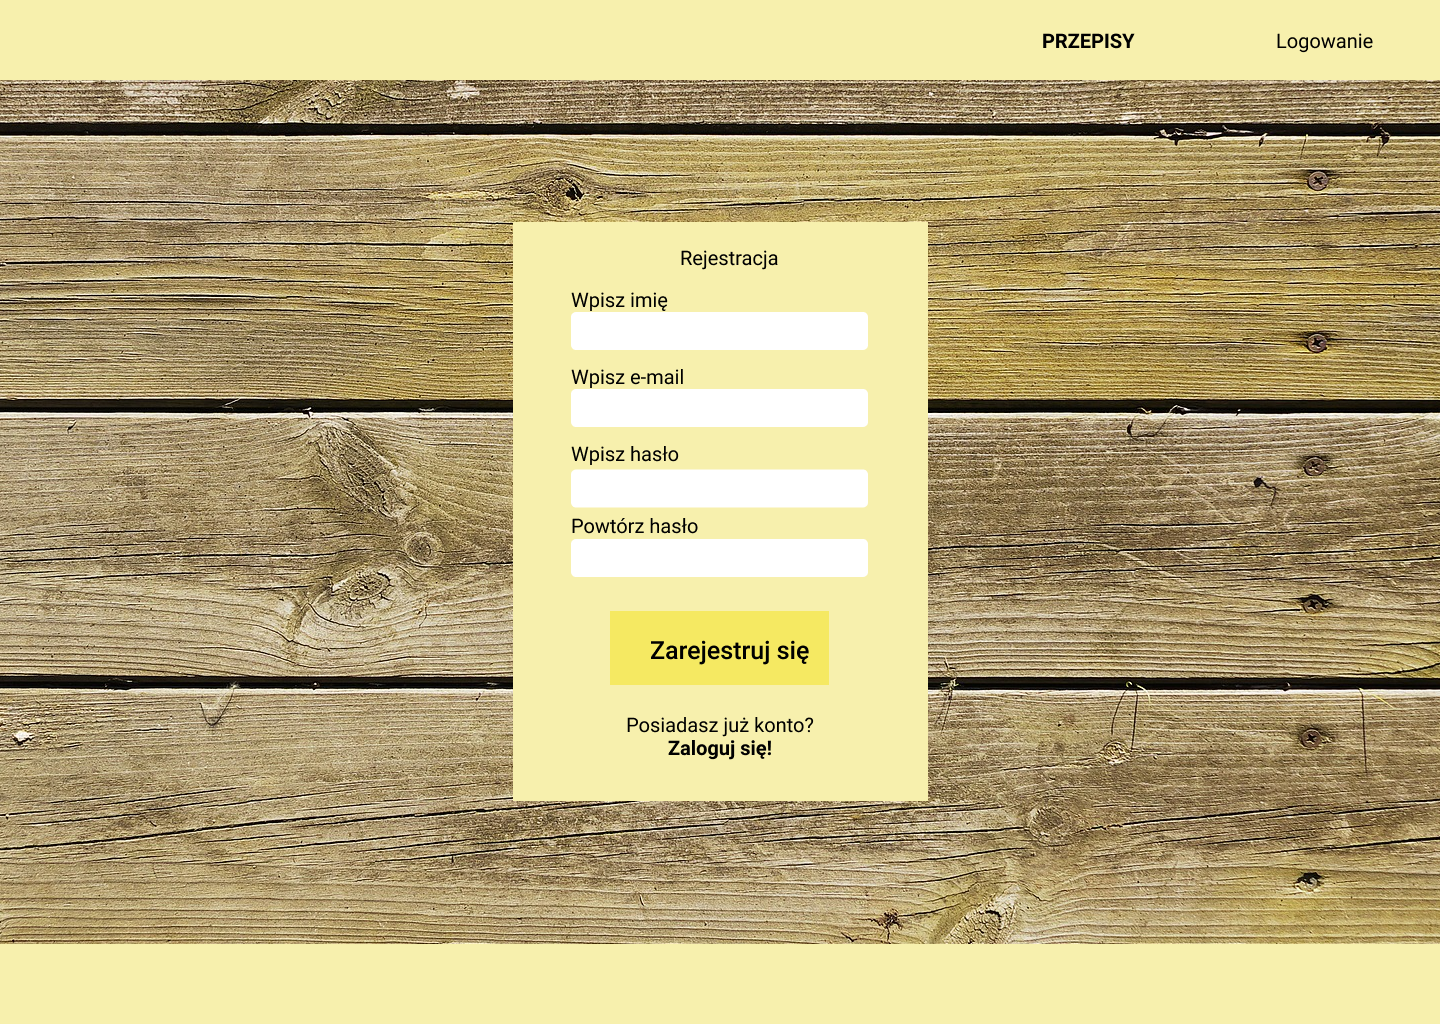 PRZEPISY
Logowanie
Rejestracja
Wpisz imię
Wpisz e-mail
Wpisz hasło
Powtórz hasło
Zarejestruj się
Posiadasz już konto?
Zaloguj się!